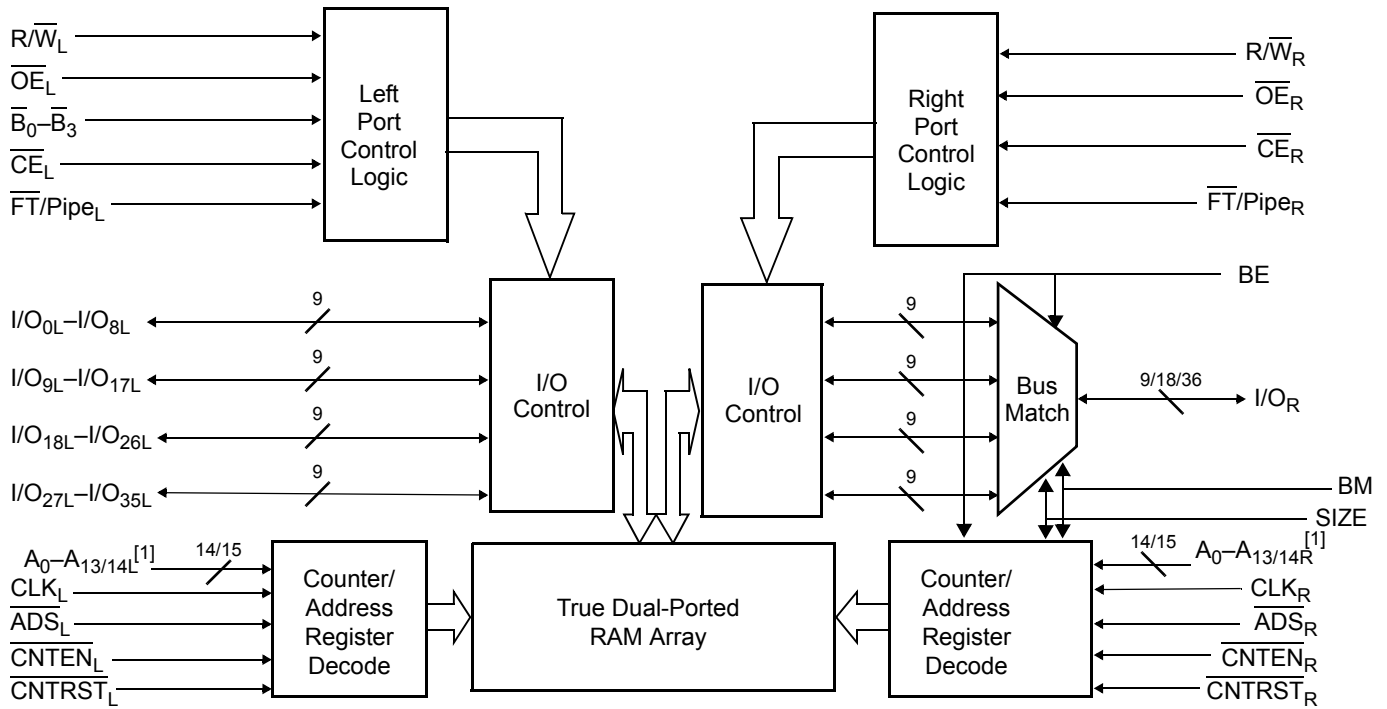 R/W̅L
O̅E̅L
B̅0–B̅3
C̅E̅L
F̅T̅/PipeL
Left
Port
Control
Logic
Right
Port
Control
Logic
R/W̅R
O̅E̅R
C̅E̅R
F̅T̅/PipeR
BE
I/O0L–I/O8L
9
I/O9L–I/O17L
9
I/O18L–I/O26L
9
I/O27L–I/O35L
9
I/O
Control
I/O
Control
9
9
9
9
Bus
Match
9/18/36
I/OR
BM
SIZE
A0–A13/14L[1]
14/15
CLKL
A̅D̅S̅L
C̅N̅T̅E̅N̅L
C̅N̅T̅R̅S̅T̅L
Counter/
Address
Register
Decode
True Dual-Ported
RAM Array
Counter/
Address
Register
Decode
14/15
A0–A13/14R[1]
CLKR
A̅D̅S̅R
C̅N̅T̅E̅N̅R
C̅N̅T̅R̅S̅T̅R